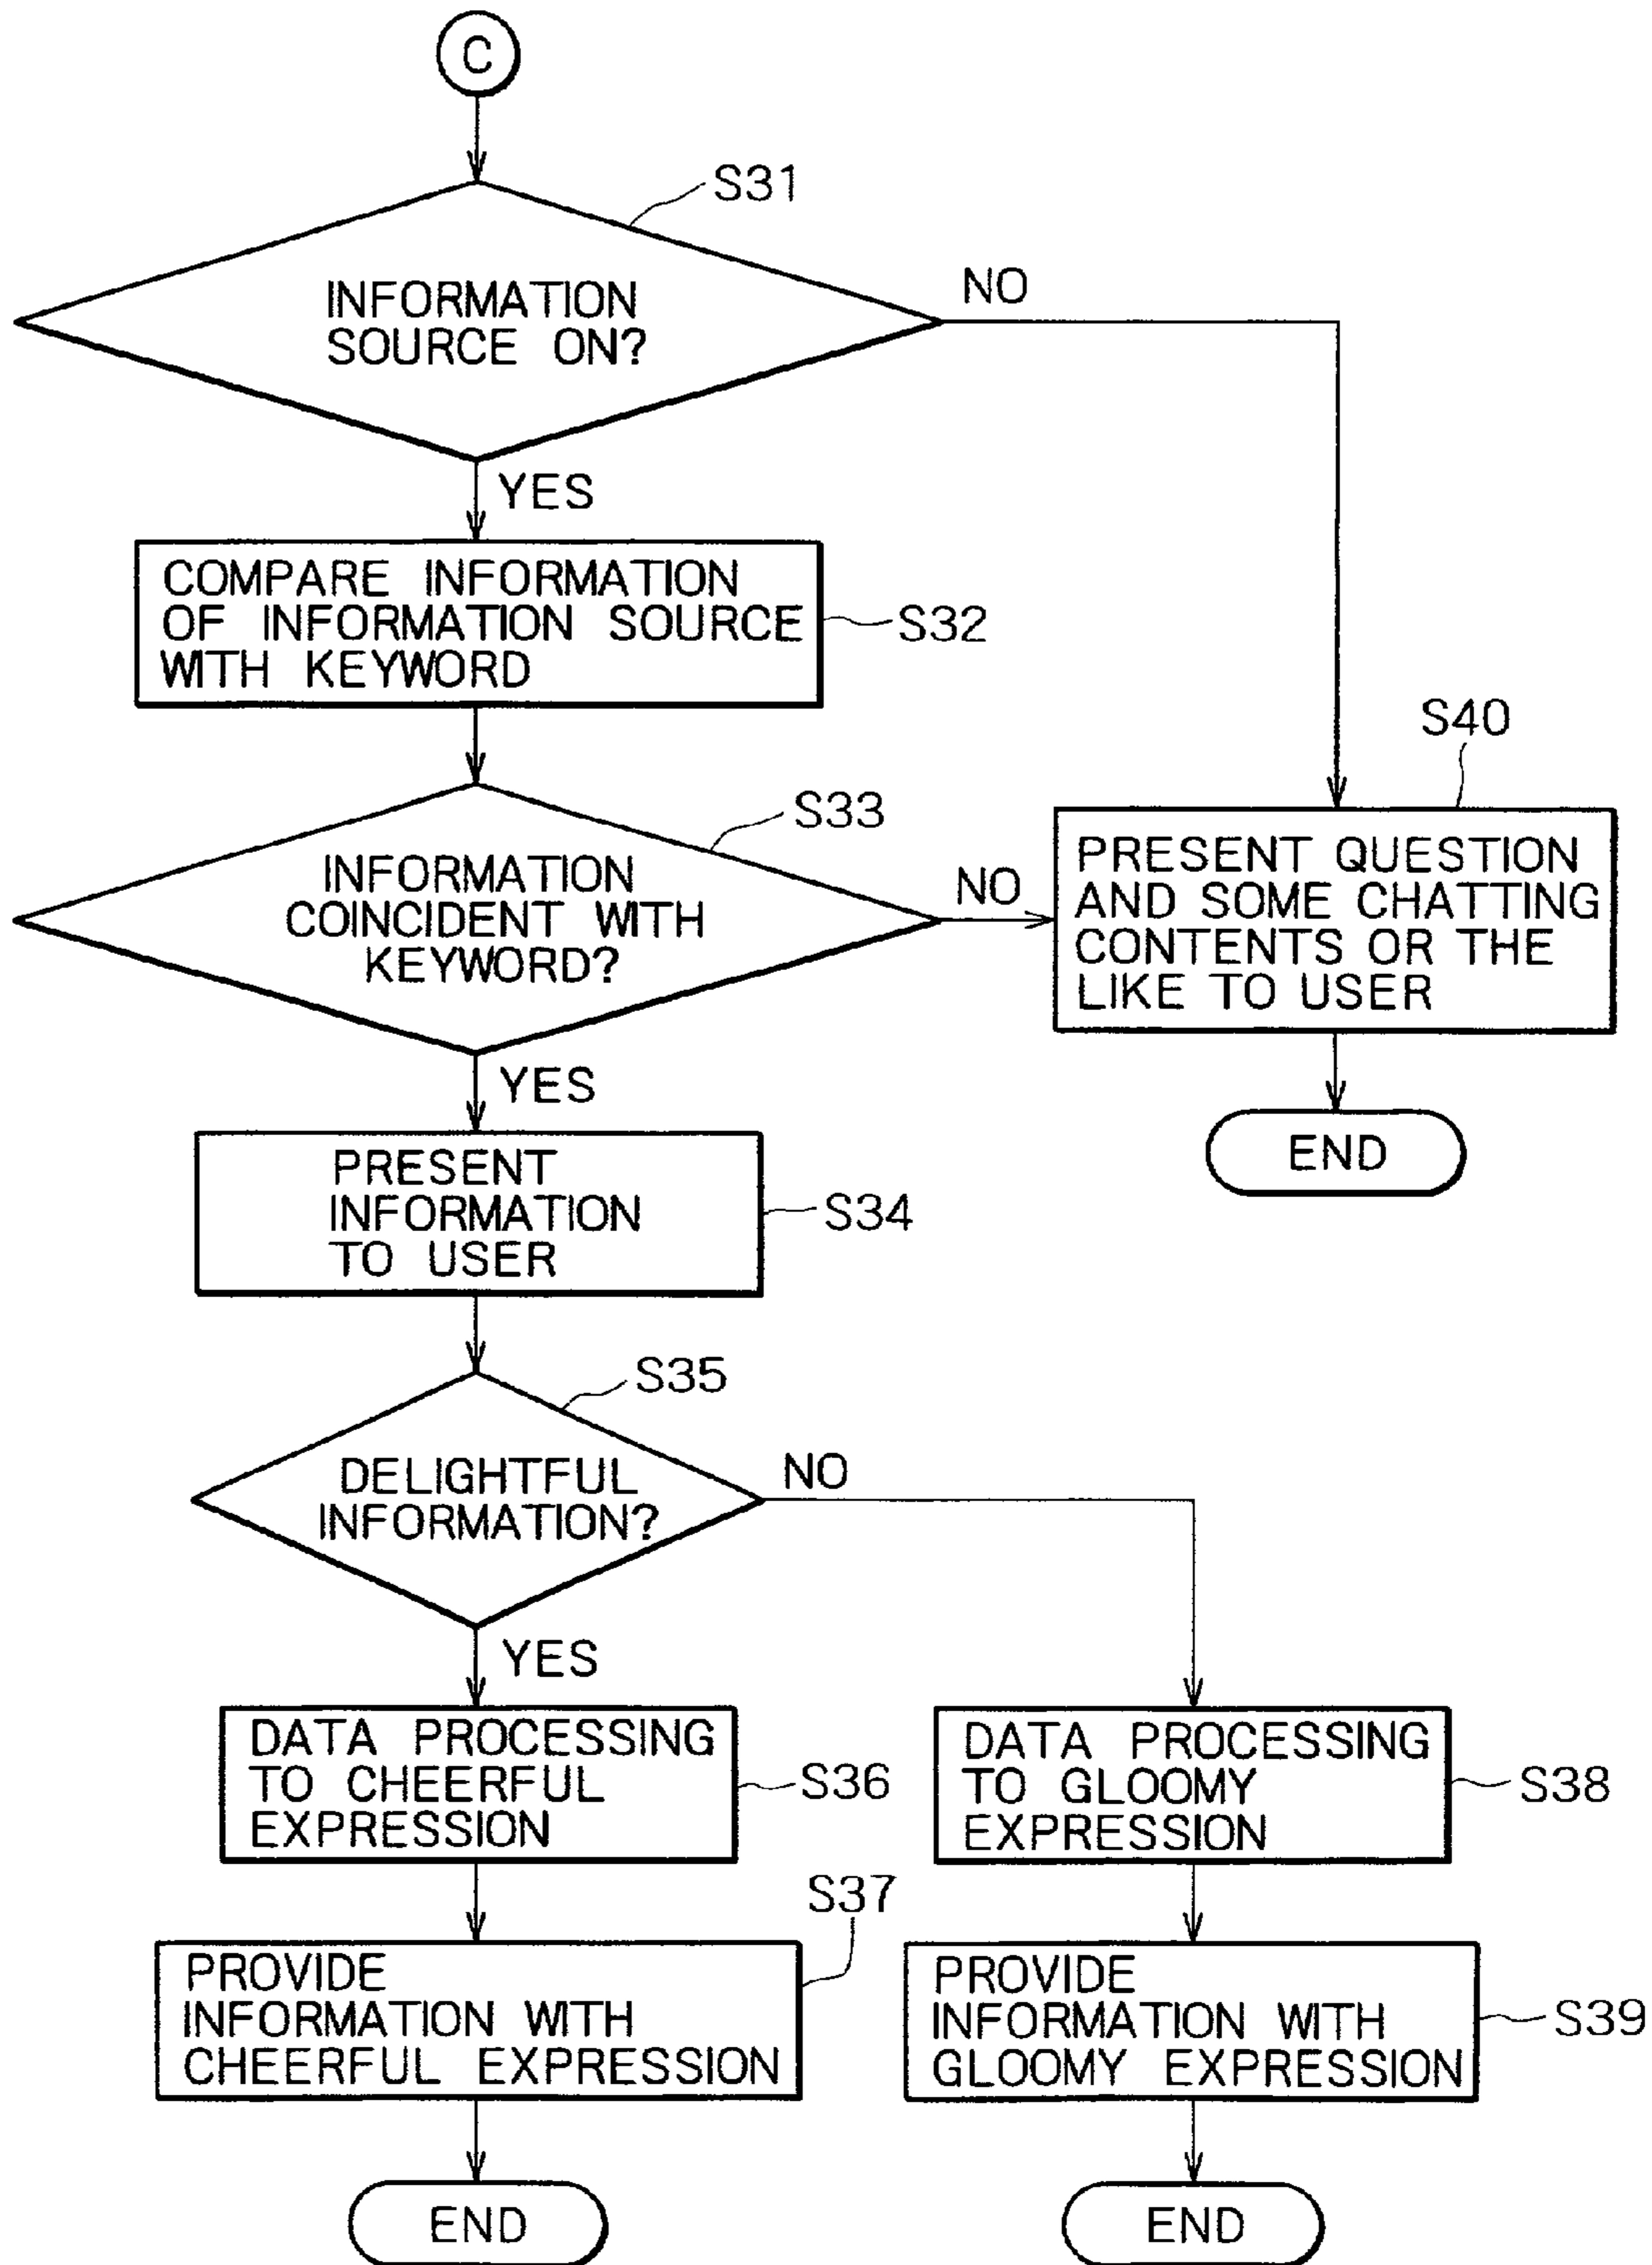 C
S31
INFORMATION
SOURCE ON?
NO
YES
COMPARE INFORMATION
OF INFORMATION SOURCE
WITH KEYWORD
S32
S40
S33
INFORMATION
COINCIDENT WITH
KEYWORD?
NO
PRESENT QUESTION
AND SOME CHATTING
CONTENTS OR THE
LIKE TO USER
YES
END
PRESENT
INFORMATION
TO USER
S34
S35
DELIGHTFUL
INFORMATION?
NO
YES
DATA PROCESSING
TO CHEERFUL
EXPRESSION
S36
DATA PROCESSING
TO GLOOMY
EXPRESSION
S38
S37
PROVIDE
INFORMATION WITH
CHEERFUL EXPRESSION
PROVIDE
INFORMATION WITH
GLOOMY EXPRESSION
S39
END
END